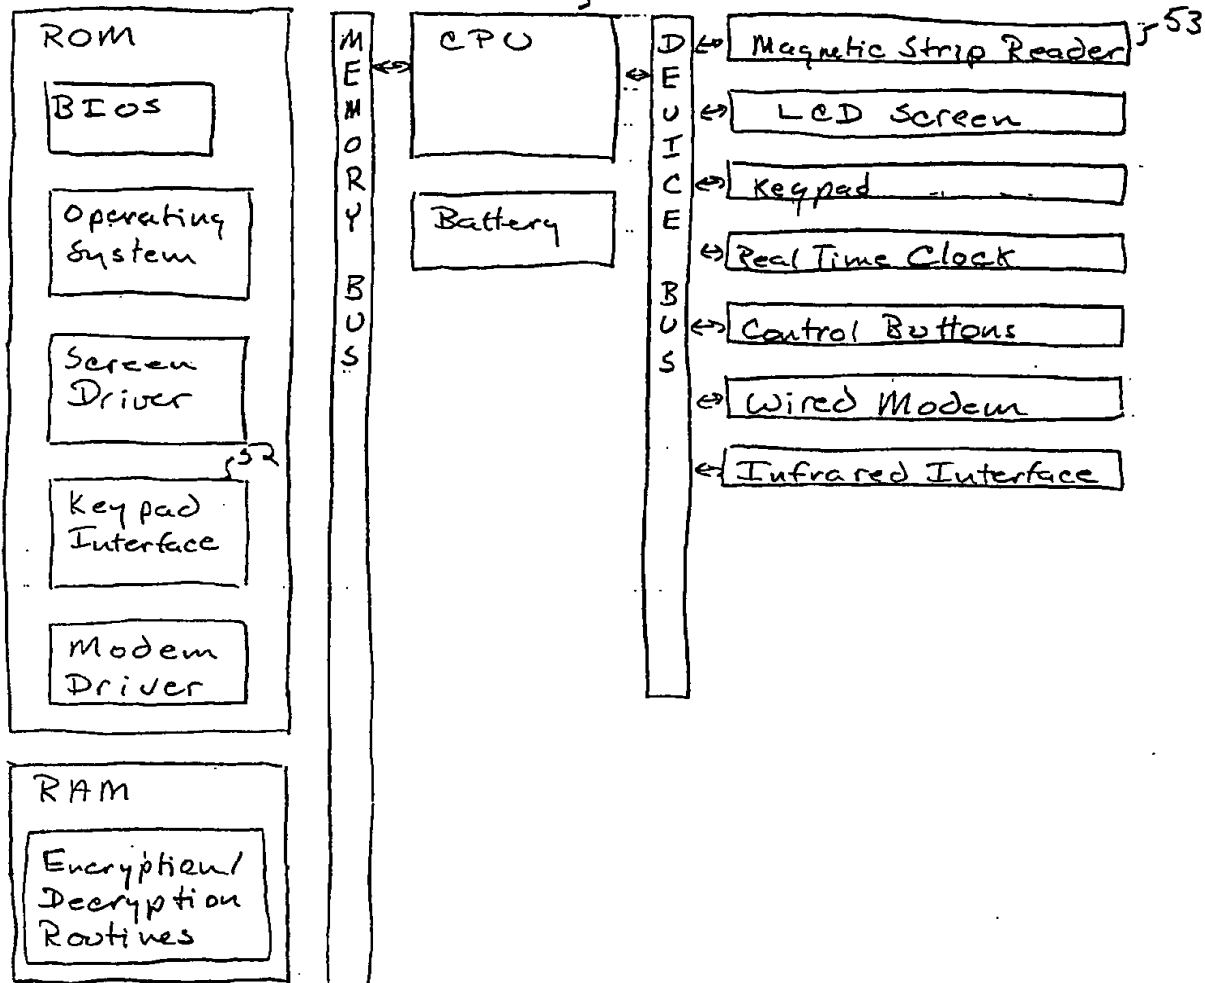 ROM
BIOS
Operating
System
Screen
Driver
52
Keypad
Interface
Modem
Driver
RAM
Encryption/
Decryption
Routines
MEMORY BUS
CPU
Battery
DEVICE BUS
Magnetic Strip Reader
53
LCD Screen
Keypad
Real Time Clock
Control Buttons
Wired Modem
Infrared Interface